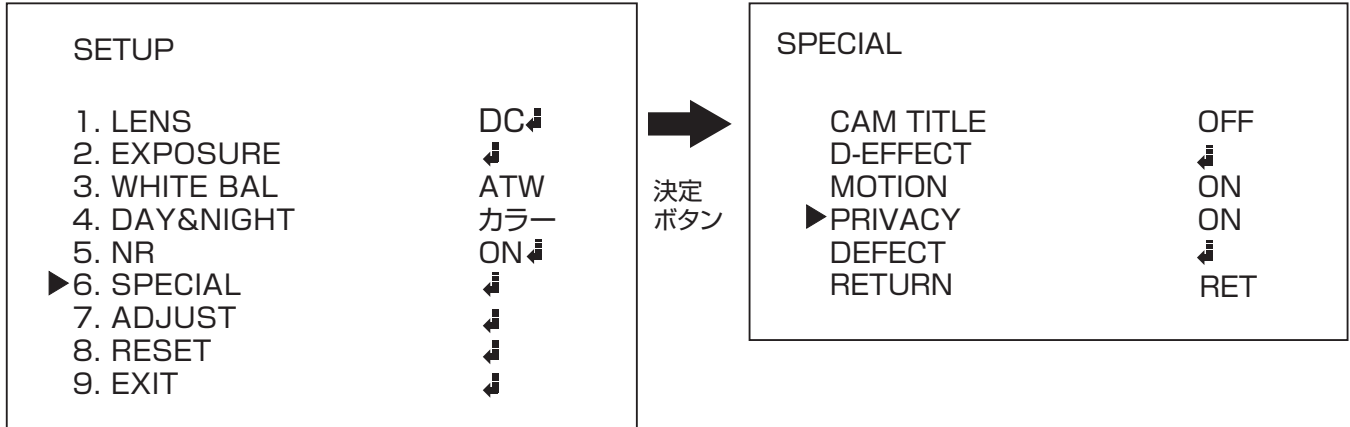 SETUP
1. LENS DC↲
2. EXPOSURE ↲
3. WHITE BAL ATW
4. DAY&NIGHT カラー
5. NR ON↲
▶6. SPECIAL ↲
7. ADJUST ↲
8. RESET ↲
9. EXIT ↲
決定
ボタン
SPECIAL
CAM TITLE OFF
D-EFFECT ↲
MOTION ON
▶PRIVACY ON
DEFECT ↲
RETURN RET